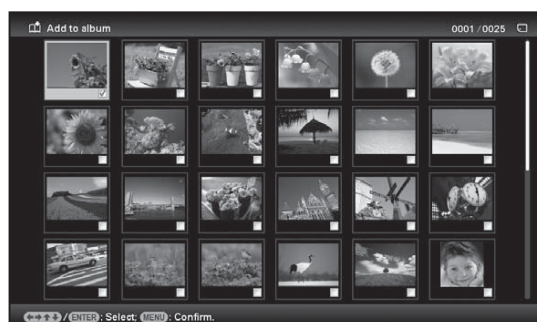 Add to album 0001/0025
/ ENTER: Select; MENU: Confirm.